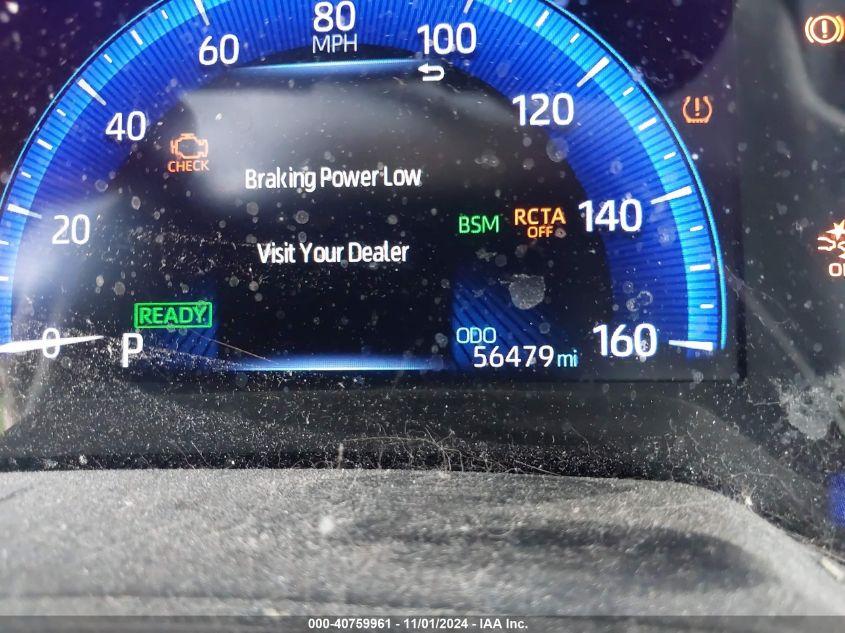 80
MPH
60
100
40
120
CHECK
Braking Power Low
20
BSM
RCTA
OFF
140
Visit Your Dealer
READY
0
P
ODO
56479 mi
160
000-40759961 - 11/01/2024 - IAA Inc.